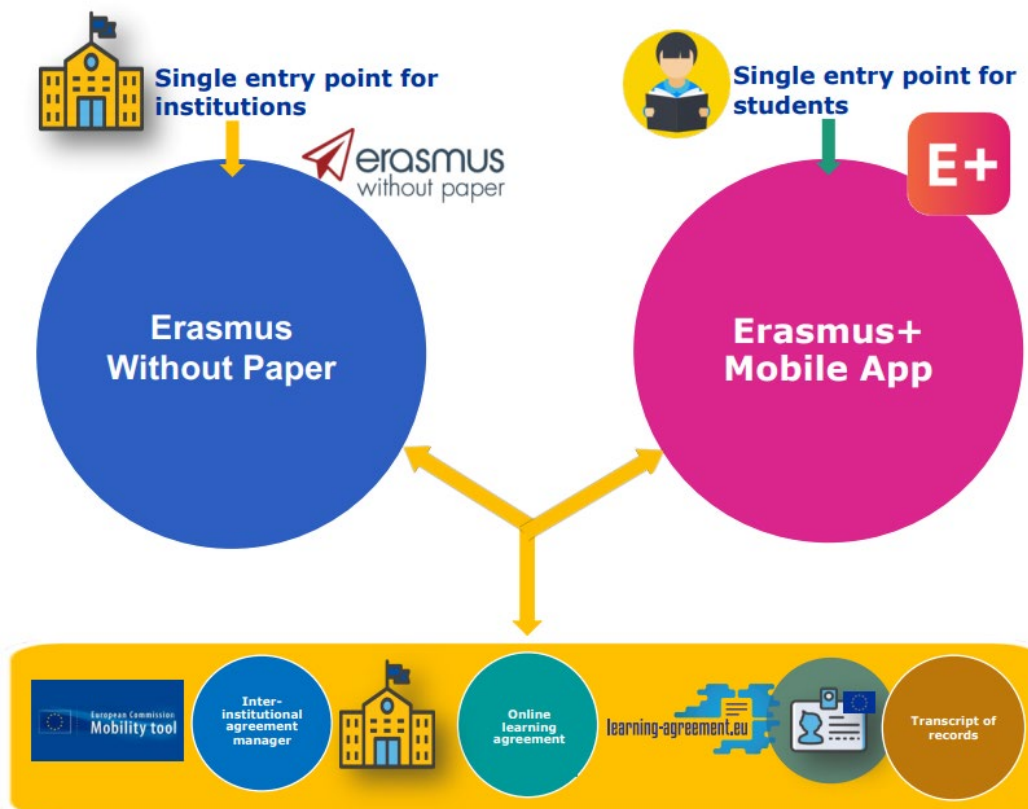 Single entry point for
institutions
Single entry point for
students
erasmus
without paper
E+
Erasmus
Without Paper
Erasmus+
Mobile App
European Commission
Mobility tool
Inter-
institutional
agreement
manager
Online
learning
agreement
learning-agreement.eu
Transcript of
records